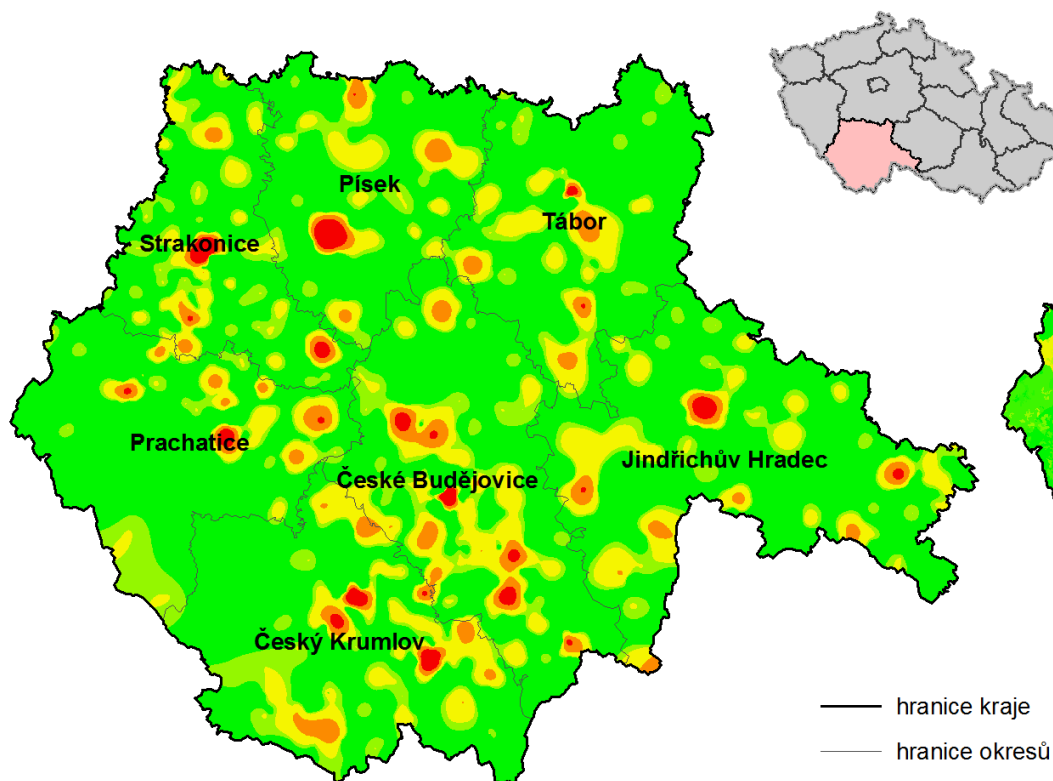 Písek
Tábor
Strakonice
Prachatice
Jindřichův Hradec
České Budějovice
Český Krumlov
hranice kraje
hranice okresů